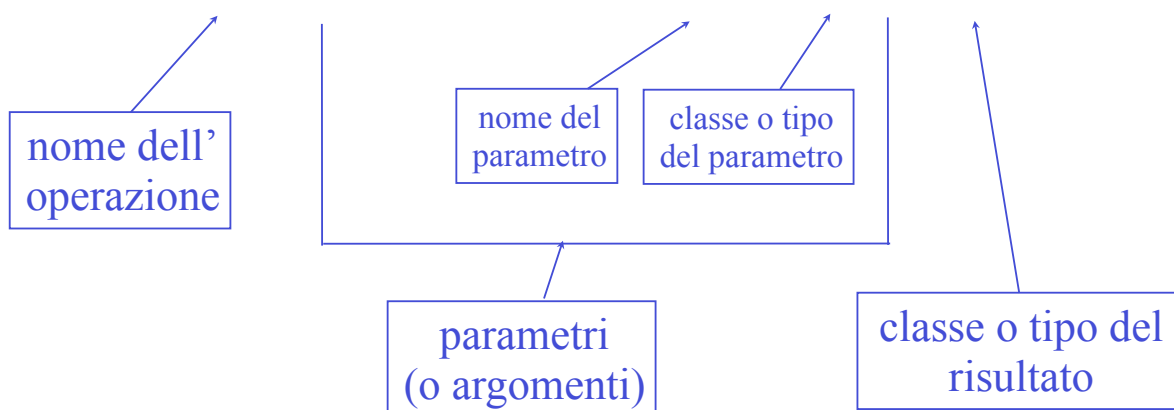 nome dell’
operazione
nome del
parametro
classe o tipo
del parametro
parametri
(o argomenti)
classe o tipo del
risultato